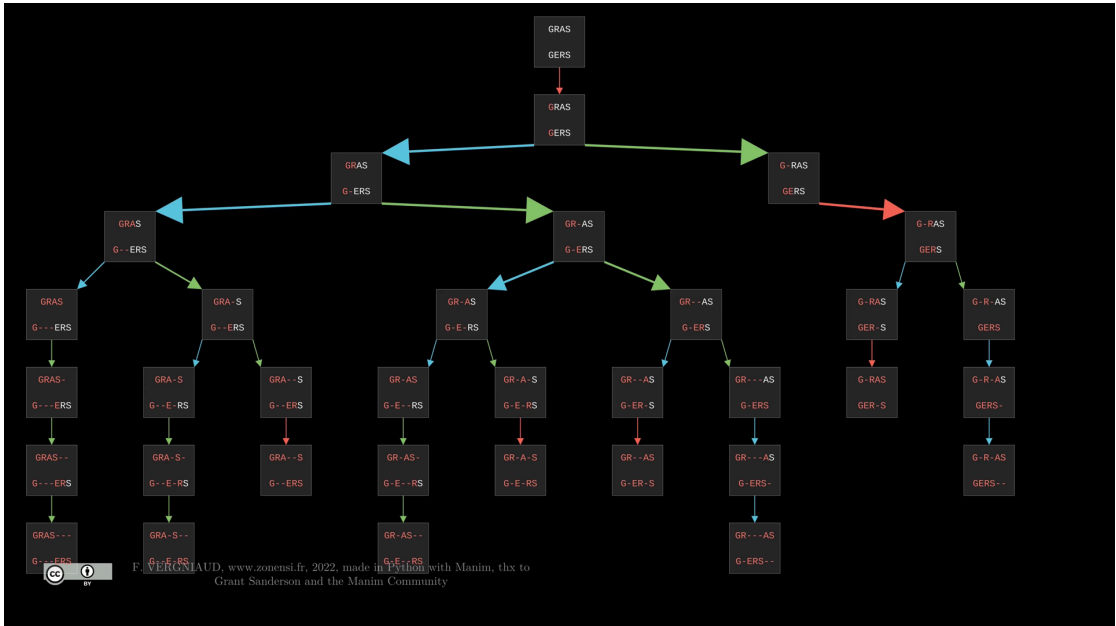 GRAS
GERS
GRAS
GERS
GRAS
G-ERS
G-RAS
GERS
GRAS
G--ERS
GR-AS
G-ERS
G-RAS
GERS
GRAS
G---ERS
GRA-S
G--ERS
GR-AS
G-E-RS
GR--AS
G-ERS
G-RAS
GER-S
G-R-AS
GERS
GRAS-
G---ERS
GRA-S
G--E-RS
GRA--S
G--ERS
GR-AS
G-E--RS
GR-A-S
G-E-RS
GR--AS
G-ER-S
GR---AS
G-ERS
G-RAS
GER-S
G-R-AS
GERS-
GRAS--
G---ERS
GRA-S-
G--E-RS
GRA--S
G--ERS
GR-AS-
G-E--RS
GR-A-S
G-E-RS
GR--AS
G-ER-S
GR---AS
G-ERS-
G-R-AS
GERS--
GRAS---
G---ERS
GRA-S--
G--E-RS
GR-AS--
G-E--RS
GR---AS
G-ERS--
cc
BY
F. VERGNIAUD, www.zonensi.fr, 2022, made in Python with Manim, thx to
Grant Sanderson and the Manim Community